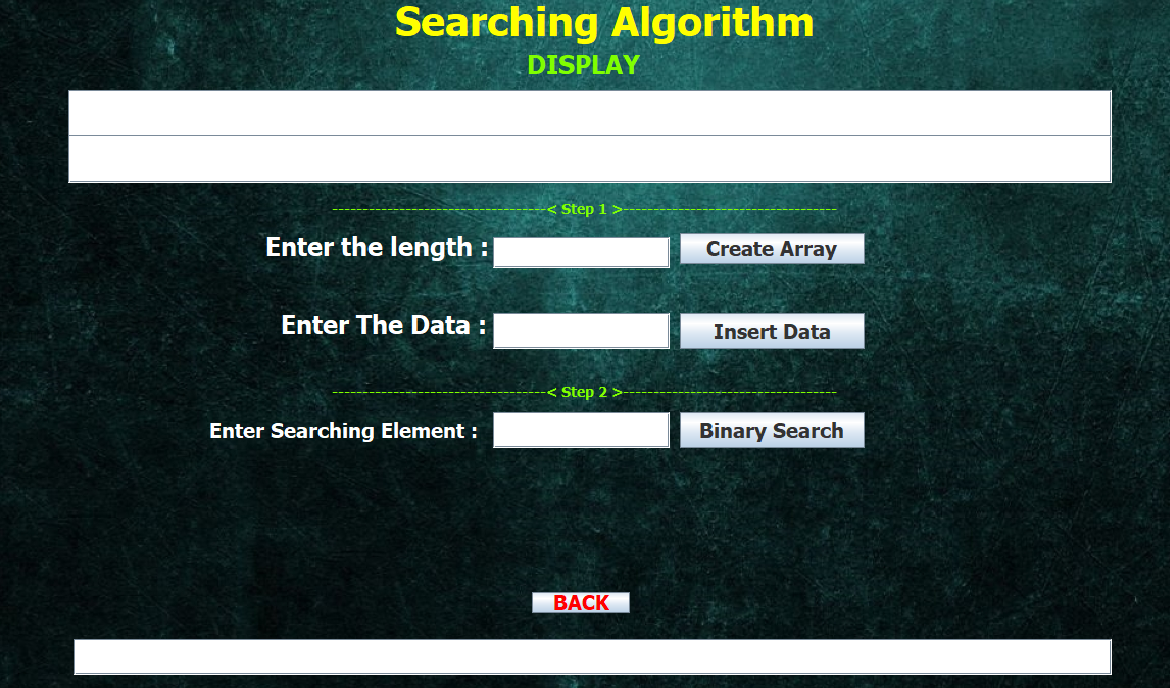 Searching Algorithm
DISPLAY
-----------------------------------< Step 1 >-----------------------------------
Enter the length : Create Array
Enter The Data : Insert Data
-----------------------------------< Step 2 >-----------------------------------
Enter Searching Element : Binary Search
BACK